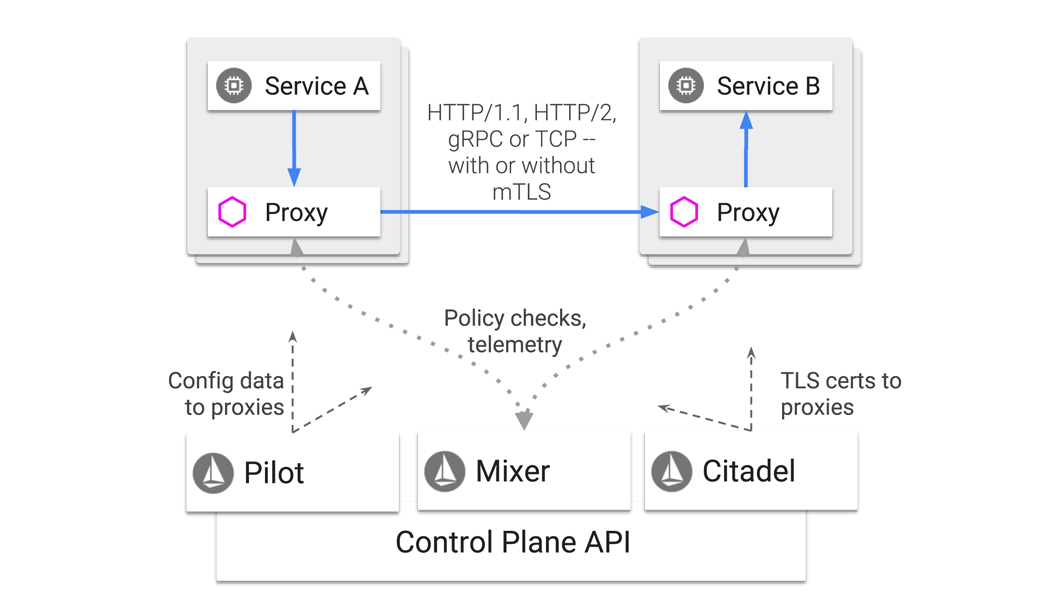 Service A
Service B
HTTP/1.1, HTTP/2,
gRPC or TCP --
with or without
mTLS
Proxy
Proxy
Policy checks,
telemetry
Config data
to proxies
TLS certs to
proxies
Pilot
Mixer
Citadel
Control Plane API